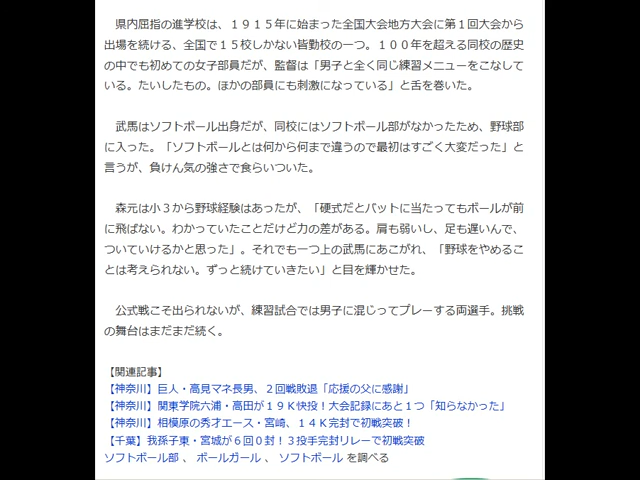 県内屈指の進学校は、１９１５年に始まった全国大会地方大会に第１回大会から
出場を続ける、全国で１５校しかない皆勤校の一つ。１００年を超える同校の歴史
の中でも初めての女子部員だが、監督は「男子と全く同じ練習メニューをこなして
いる。たいしたもの。ほかの部員にも刺激になっている」と舌を巻いた。
武馬はソフトボール出身だが、同校にはソフトボール部がなかったため、野球部
に入った。「ソフトボールとは何から何まで違うので最初はすごく大変だった」と
言うが、負けん気の強さで食らいついた。
森元は小３から野球経験はあったが、「硬式だとバットに当たってもボールが前
に飛ばない。わかっていたことだけど力の差がある。肩も弱いし、足も遅いんで、
ついていけるかと思った」。それでも一つ上の武馬にあこがれ、「野球をやめるこ
とは考えられない。ずっと続けていきたい」と目を輝かせた。
公式戦こそ出られないが、練習試合では男子に混じってプレーする両選手。挑戦
の舞台はまだまだ続く。
【関連記事】
【神奈川】巨人・高見マネ長男、２回戦敗退「応援の父に感謝」
【神奈川】関東学院六浦・高田が１９Ｋ快投！大会記録にあと１つ「知らなかった」
【神奈川】相模原の秀才エース・宮崎、１４Ｋ完封で初戦突破！
【千葉】我孫子東・宮城が６回０封！３投手完封リレーで初戦突破
ソフトボール部 、 ボールガール 、 ソフトボール を調べる